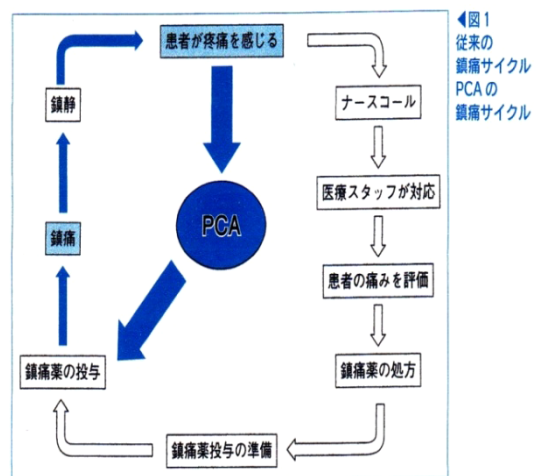 ◀図1
従来の
鎮痛サイクル
PCAの
鎮痛サイクル
患者が疼痛を感じる
ナースコール
医療スタッフが対応
患者の痛みを評価
鎮痛薬の処方
鎮痛薬投与の準備
鎮痛薬の投与
鎮痛
鎮静
PCA